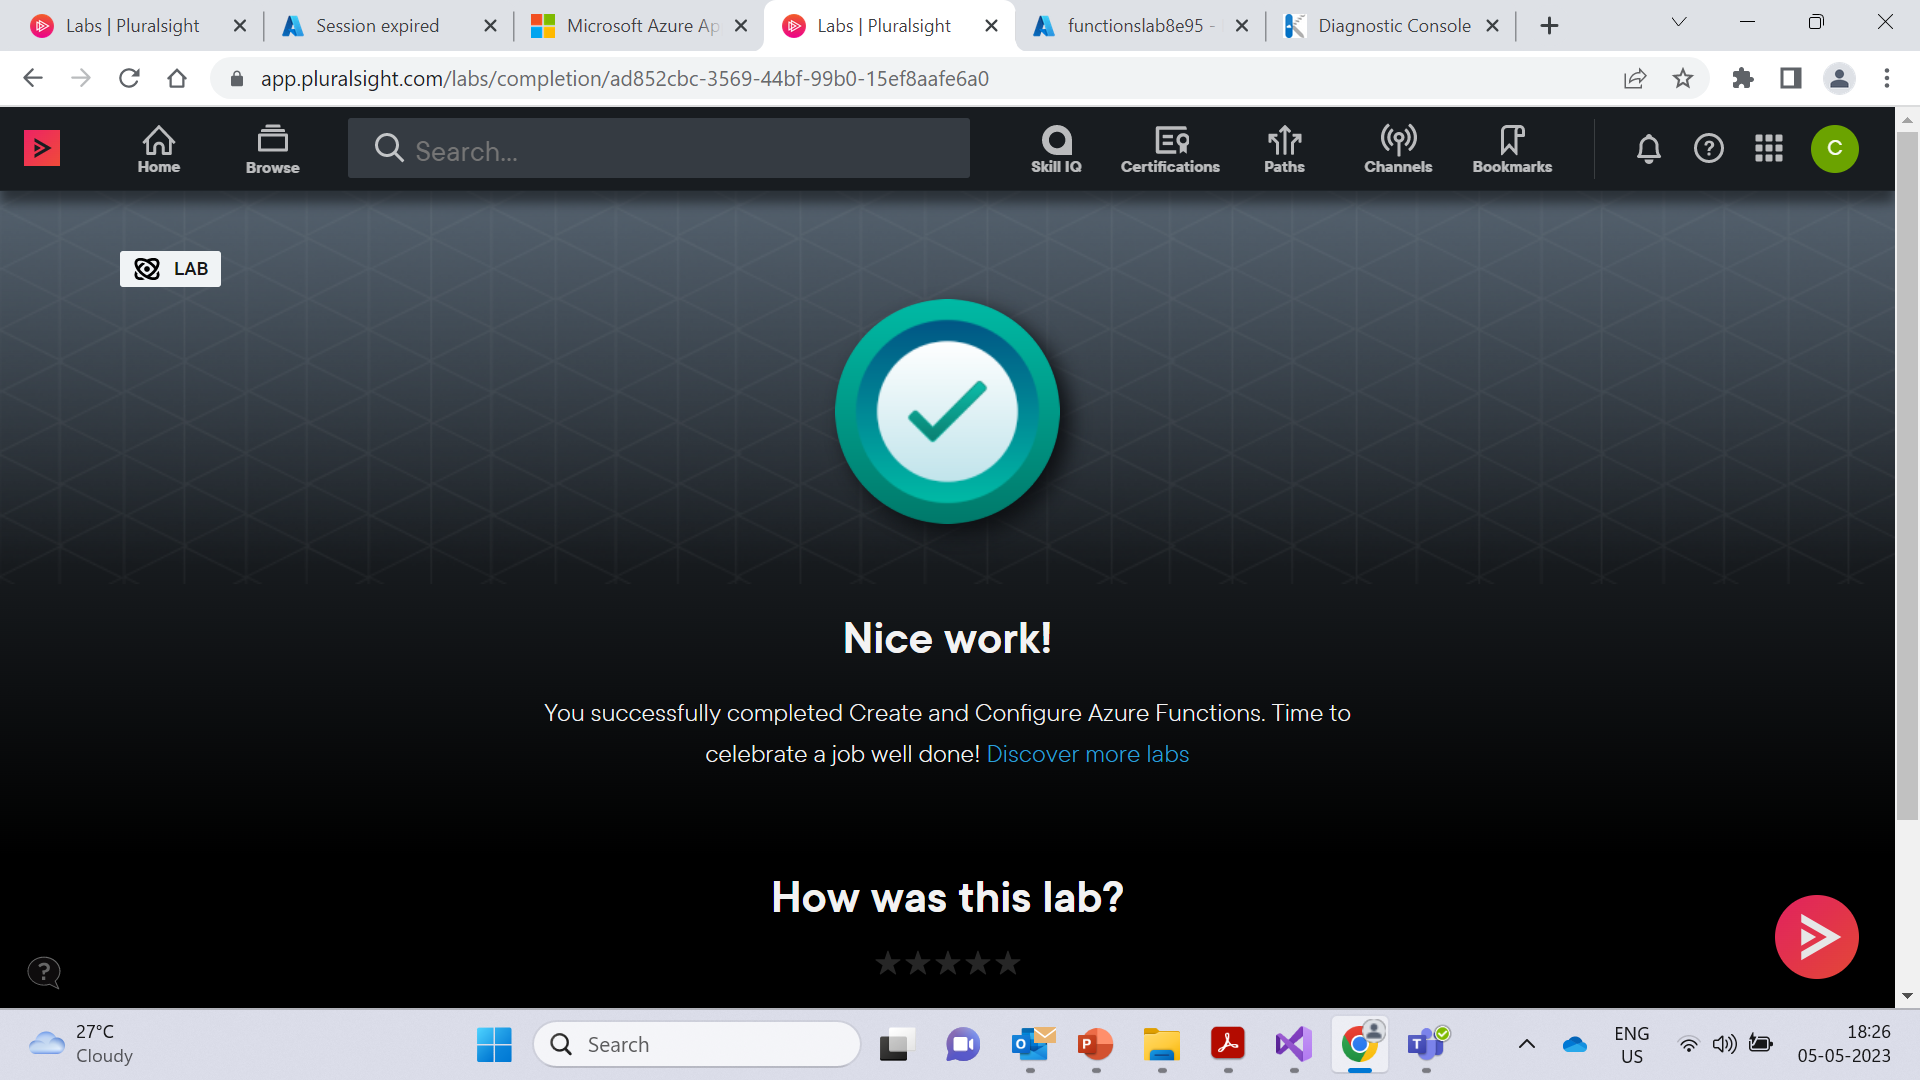 Labs | Pluralsight
Session expired
Microsoft Azure Ap
Labs | Pluralsight
functionslab8e95 -
Diagnostic Console
app.pluralsight.com/labs/completion/ad852cbc-3569-44bf-99b0-15ef8aafe6a0
Home
Browse
Search...
Skill IQ
Certifications
Paths
Channels
Bookmarks
C
LAB
Nice work!
You successfully completed Create and Configure Azure Functions. Time to
celebrate a job well done! Discover more labs
How was this lab?
27°C
Cloudy
Search
ENG
US
18:26
05-05-2023